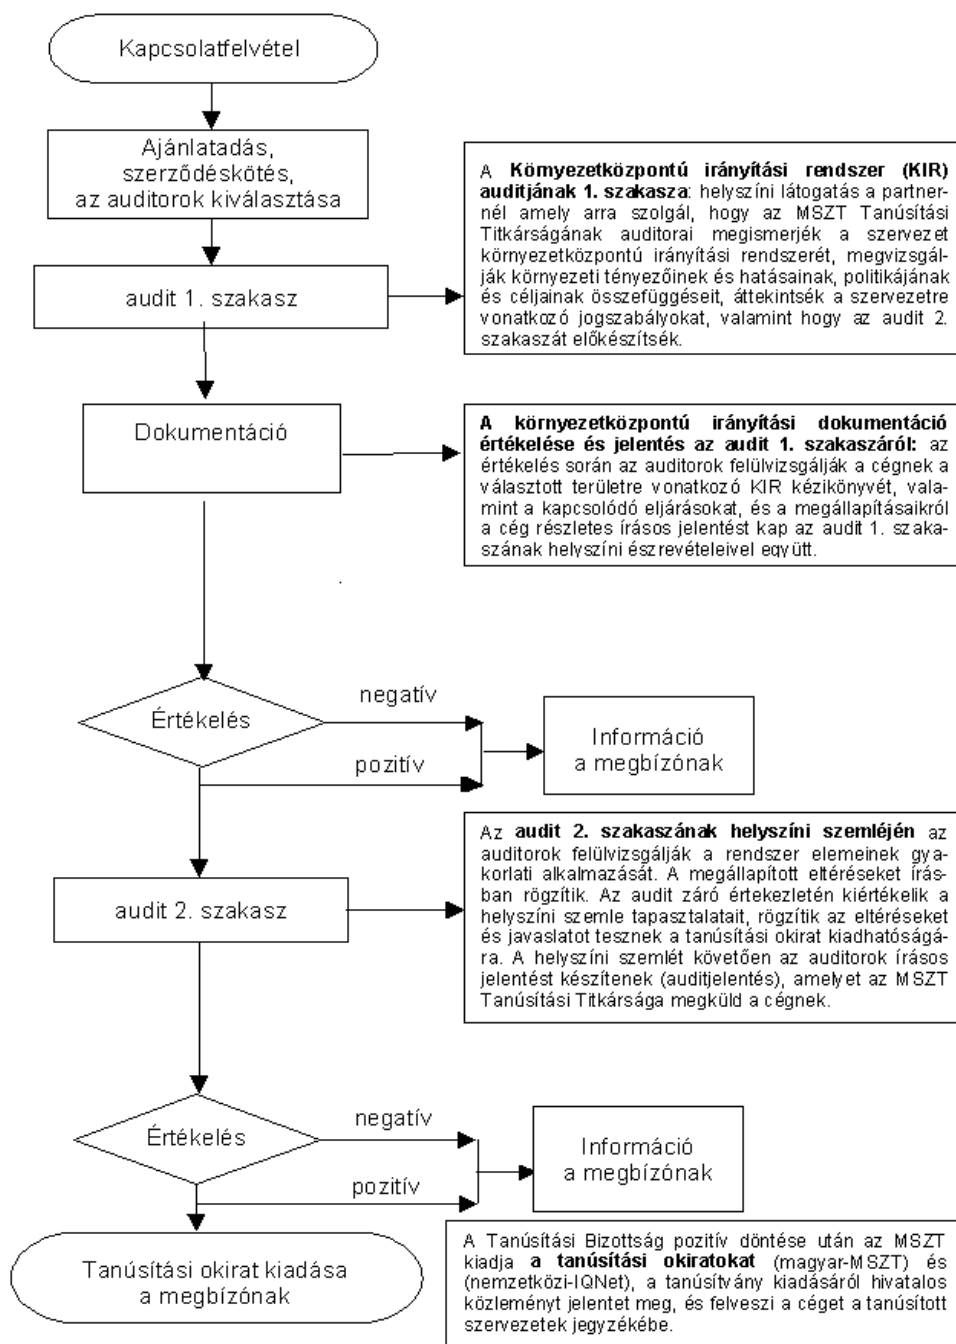 Kapcsolatfelvétel
Ajánlatadás,
szerződéskötés,
az auditorok kiválasztása
A Környezetközpontú irányítási rendszer (KIR)
auditjának 1. szakasza: helyszíni látogatás a partner-
nél amely arra szolgál, hogy az MSZT Tanúsítási
Titkárságának auditorai megismerjék a szervezet
környezetközpontú irányítási rendszerét, megvizsgál-
ják környezeti tényezőinek és hatásainak, politikájának
és céljainak összefüggéseit, áttekintsék a szervezetre
vonatkozó jogszabályokat, valamint hogy az audit 2.
szakaszát előkészítsék.
audit 1. szakasz
Dokumentáció
A környezetközpontú irányítási dokumentáció
értékelése és jelentés az audit 1. szakaszáról: az
értékelés során az auditorok felülvizsgálják a cégnek a
választott területre vonatkozó KIR kézikönyvét, vala-
mint a kapcsolódó eljárásokat, és a megállapításaikról
a cég részletes írásos jelentést kap az audit 1. szaka-
szának helyszíni észrevételeivel együtt.
Értékelés
negatív
pozitív
Információ
a megbízónak
Az audit 2. szakaszának helyszíni szemléjén az
auditorok felülvizsgálják a rendszer elemeinek gya-
korlati alkalmazását. A megállapított eltéréseket írás-
ban rögzítik. Az audit záró értekezletén kiértékelik a
helyszíni szemle tapasztalatait, rögzítik az eltéréseket
és javaslatot tesznek a tanúsítási okirat kiadhatóságá-
ra. A helyszíni szemlét követően az auditorok írásos
jelentést készítenek (auditjelentés), amelyet az MSZT
Tanúsítási Titkársága megküld a cégnek.
audit 2. szakasz
Értékelés
negatív
pozitív
Információ
a megbízónak
Tanúsítási okirat kiadása
a megbízónak
A Tanúsítási Bizottság pozitív döntése után az MSZT
kiadja a tanúsítási okiratokat (magyar-MSZT) és
(nemzetközi-IQNet), a tanúsítvány kiadásáról hivatalos
közleményt jelentet meg, és felveszi a céget a tanúsított
szervezetek jegyzékébe.